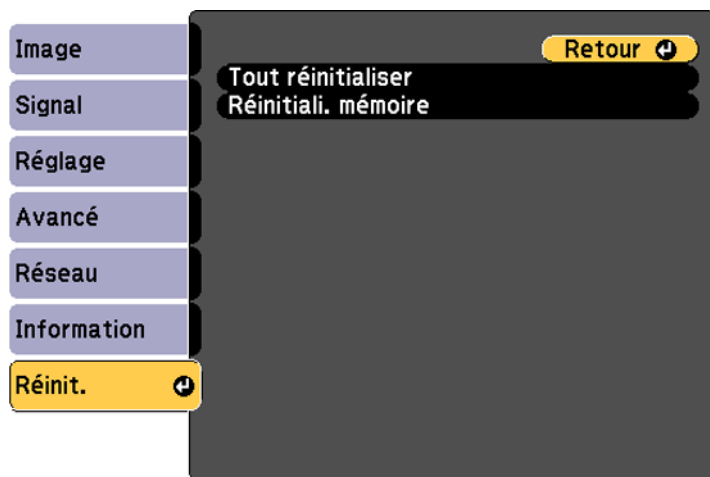 Image
Signal
Réglage
Avancé
Réseau
Information
Réinit.
Retour
Tout réinitialiser
Réinitiali. mémoire